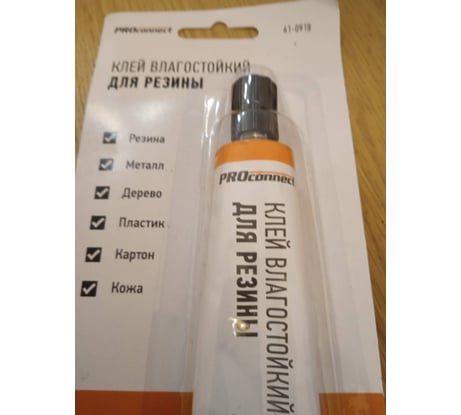 PROconnect
61-0918
КЛЕЙ ВЛАГОСТОЙКИЙ
ДЛЯ РЕЗИНЫ
Резина
Металл
Дерево
Пластик
Картон
Кожа
PROconnect
КЛЕЙ ВЛАГОСТОЙКИЙ
ДЛЯ РЕЗИНЫ